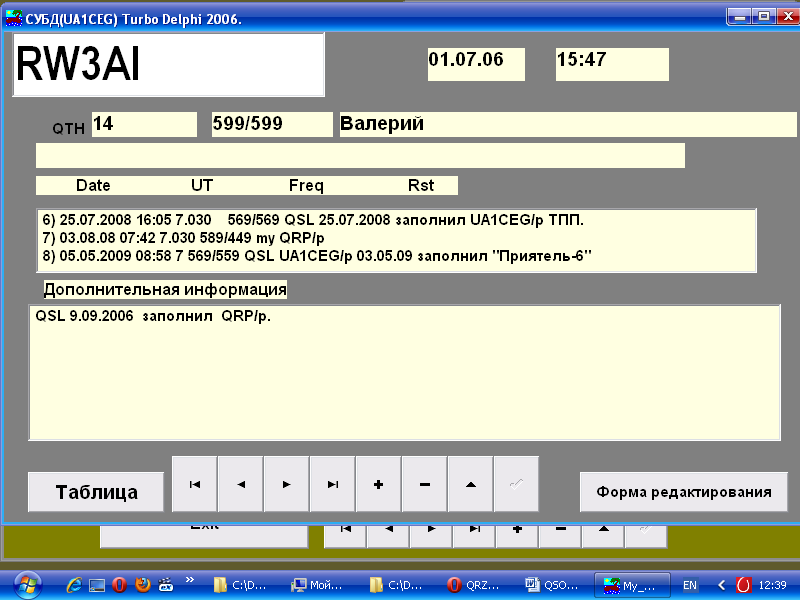 СУБД(UA1CEG) Turbo Delphi 2006.
RW3AI
01.07.06 15:47
QTH 14 599/599 Валерий
Date UT Freq Rst
6) 25.07.2008 16:05 7.030 569/569 QSL 25.07.2008 заполнил UA1CEG/p ТПП.
7) 03.08.08 07:42 7.030 589/449 my QRP/p
8) 05.05.2009 08:58 7 569/559 QSL UA1CEG/p 03.05.09 заполнил "Приятель-6"
Дополнительная информация
QSL 9.09.2006 заполнил QRP/p.
Таблица
Форма редактирования
Exit
C:\D... Мой... C:\D... QRZ... QSO... My_... EN 12:39